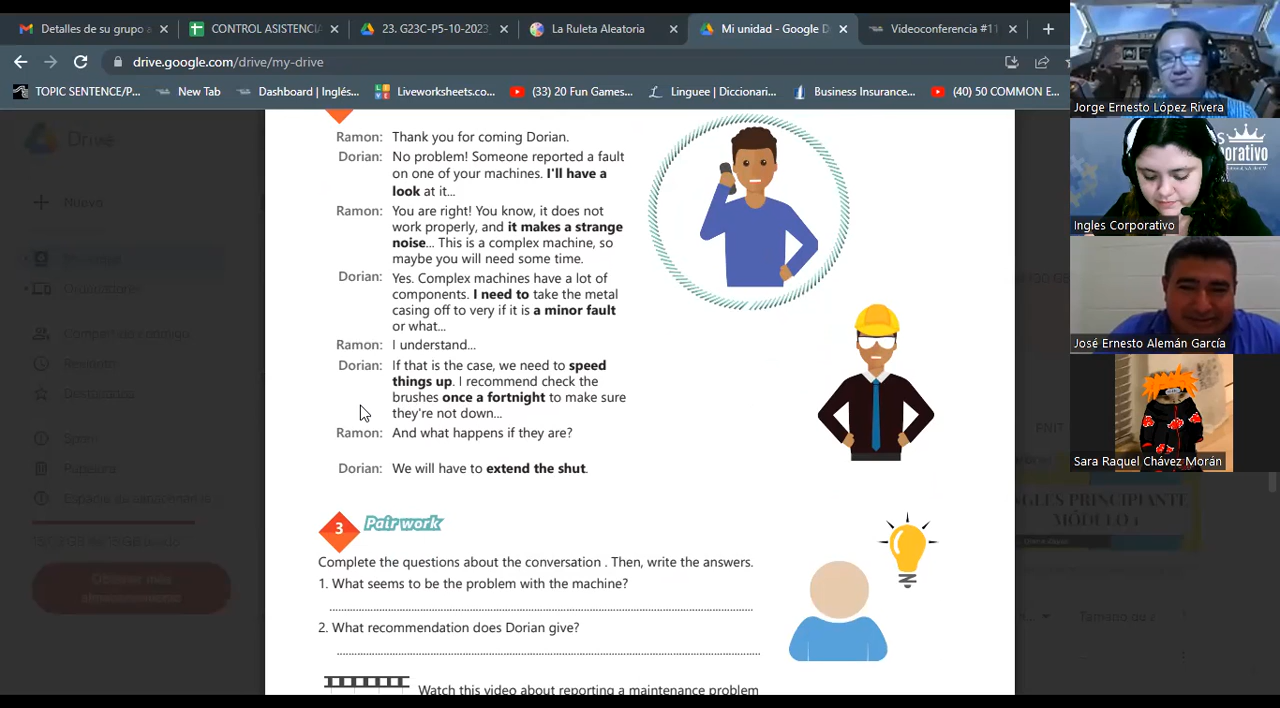 Detalles de su grupo a
CONTROL ASISTENCIA
23. G23C-P5-10-2023
La Ruleta Aleatoria
Mi unidad - Google D
Videoconferencia #11
drive.google.com/drive/my-drive
TOPIC SENTENCE/P...
New Tab
Dashboard | Inglés...
Liveworksheets.co...
(33) 20 Fun Games...
Linguee | Diccionari...
Business Insurance...
(40) 50 COMMON E...
Jorge Ernesto López Rivera
Ingles Corporativo
José Ernesto Alemán García
Sara Raquel Chávez Morán
Drive
Nuevo
Ramon: Thank you for coming Dorian.
Dorian: No problem! Someone reported a fault
on one of your machines. I'll have a
look at it...
Ramon: You are right! You know, it does not
work properly, and it makes a strange
noise... This is a complex machine, so
maybe you will need some time.
Dorian: Yes. Complex machines have a lot of
components. I need to take the metal
casing off to very if it is a minor fault
or what...
Ramon: I understand...
Dorian: If that is the case, we need to speed
things up. I recommend check the
brushes once a fortnight to make sure
they're not down...
Ramon: And what happens if they are?
Dorian: We will have to extend the shut.
3 Pair work
Complete the questions about the conversation . Then, write the answers.
1. What seems to be the problem with the machine?
2. What recommendation does Dorian give?
Watch this video about reporting a maintenance problem